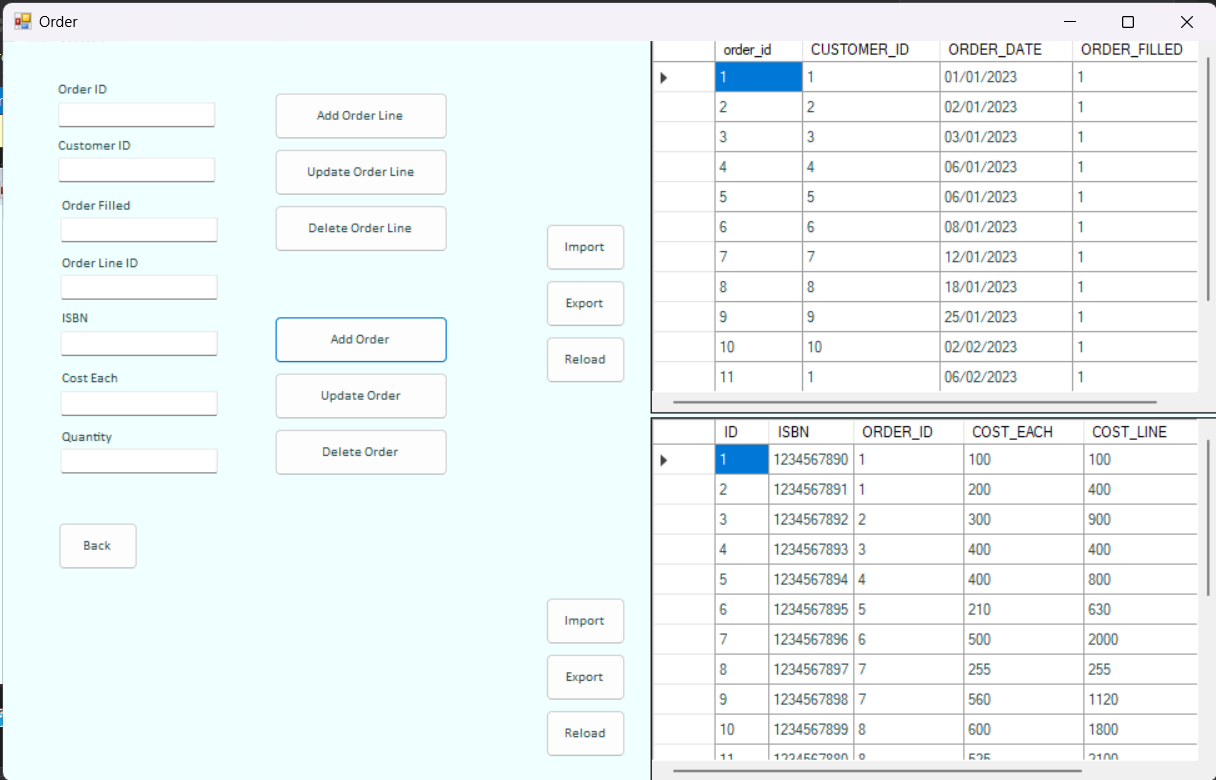 Order
Order ID
Customer ID
Order Filled
Order Line ID
ISBN
Cost Each
Quantity
Back
Add Order Line
Update Order Line
Delete Order Line
Add Order
Update Order
Delete Order
Import
Export
Reload
Import
Export
Reload
order_id CUSTOMER_ID ORDER_DATE ORDER_FILLED
1 1 01/01/2023 1
2 2 02/01/2023 1
3 3 03/01/2023 1
4 4 06/01/2023 1
5 5 06/01/2023 1
6 6 08/01/2023 1
7 7 12/01/2023 1
8 8 18/01/2023 1
9 9 25/01/2023 1
10 10 02/02/2023 1
11 1 06/02/2023 1
ID ISBN ORDER_ID COST_EACH COST_LINE
1 1234567890 1 100 100
2 1234567891 1 200 400
3 1234567892 2 300 900
4 1234567893 3 400 400
5 1234567894 4 400 800
6 1234567895 5 210 630
7 1234567896 6 500 2000
8 1234567897 7 255 255
9 1234567898 7 560 1120
10 1234567899 8 600 1800
11 1234567880 8 525 2100